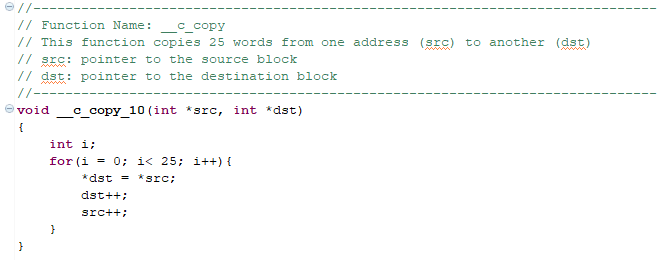 //------------------------------------------------------------------------------
// Function Name: __c_copy
// This function copies 25 words from one address (src) to another (dst)
// src: pointer to the source block
// dst: pointer to the destination block
//------------------------------------------------------------------------------
void __c_copy_10(int *src, int *dst)
{
    int i;
    for(i = 0; i< 25; i++){
        *dst = *src;
        dst++;
        src++;
    }
}